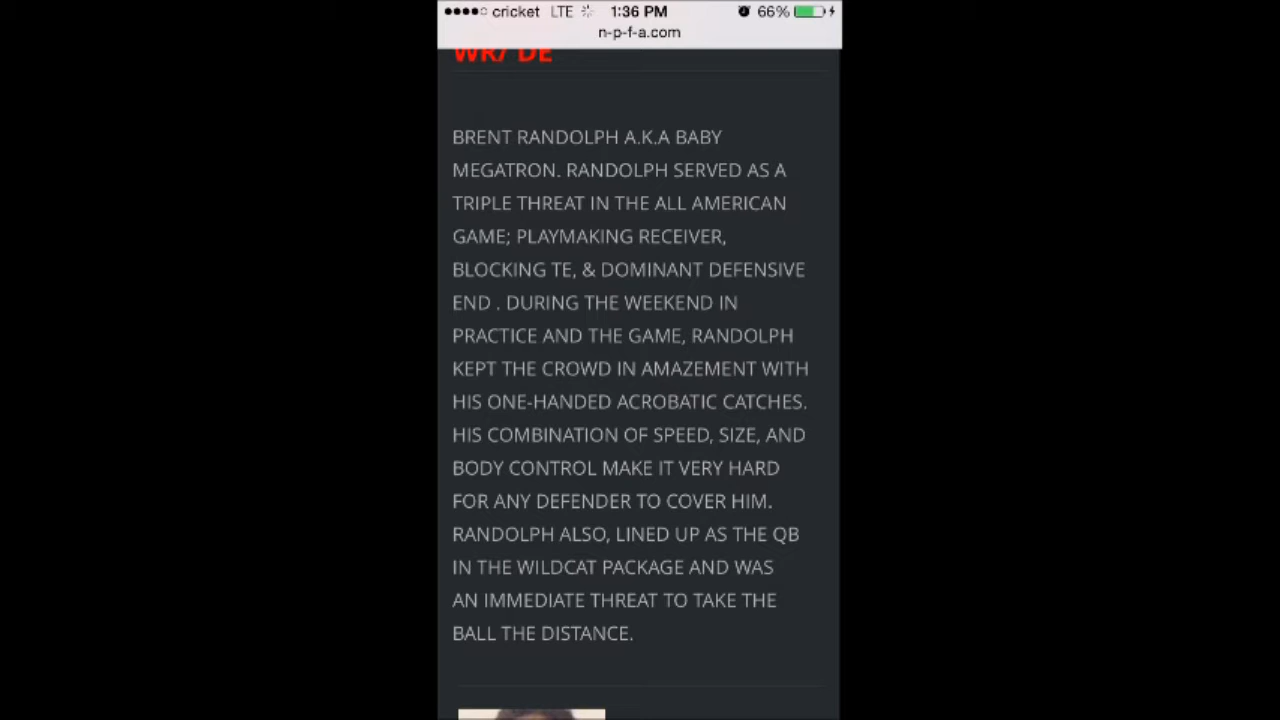 cricket LTE 1:36 PM 66%
n-p-f-a.com
WR/ DE
BRENT RANDOLPH A.K.A BABY
MEGATRON. RANDOLPH SERVED AS A
TRIPLE THREAT IN THE ALL AMERICAN
GAME; PLAYMAKING RECEIVER,
BLOCKING TE, & DOMINANT DEFENSIVE
END . DURING THE WEEKEND IN
PRACTICE AND THE GAME, RANDOLPH
KEPT THE CROWD IN AMAZEMENT WITH
HIS ONE-HANDED ACROBATIC CATCHES.
HIS COMBINATION OF SPEED, SIZE, AND
BODY CONTROL MAKE IT VERY HARD
FOR ANY DEFENDER TO COVER HIM.
RANDOLPH ALSO, LINED UP AS THE QB
IN THE WILDCAT PACKAGE AND WAS
AN IMMEDIATE THREAT TO TAKE THE
BALL THE DISTANCE.